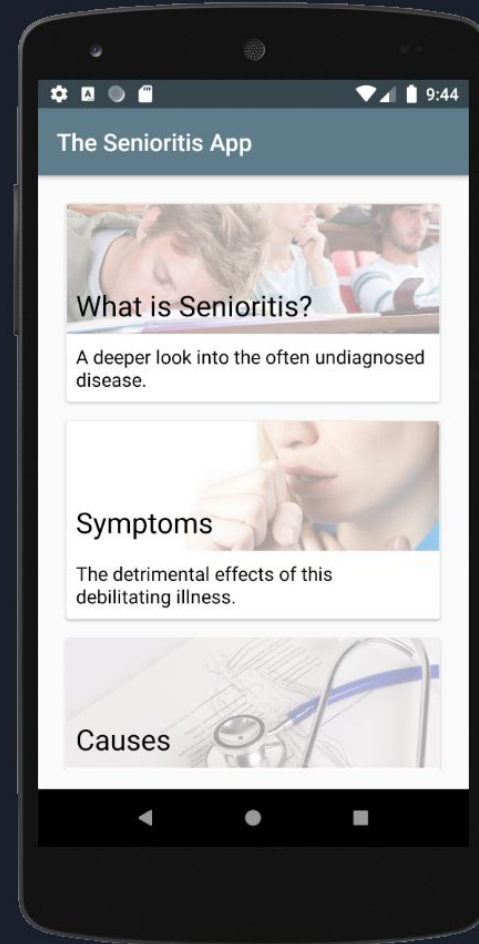 9:44
The Senioritis App
What is Senioritis?
A deeper look into the often undiagnosed
disease.
Symptoms
The detrimental effects of this
debilitating illness.
Causes